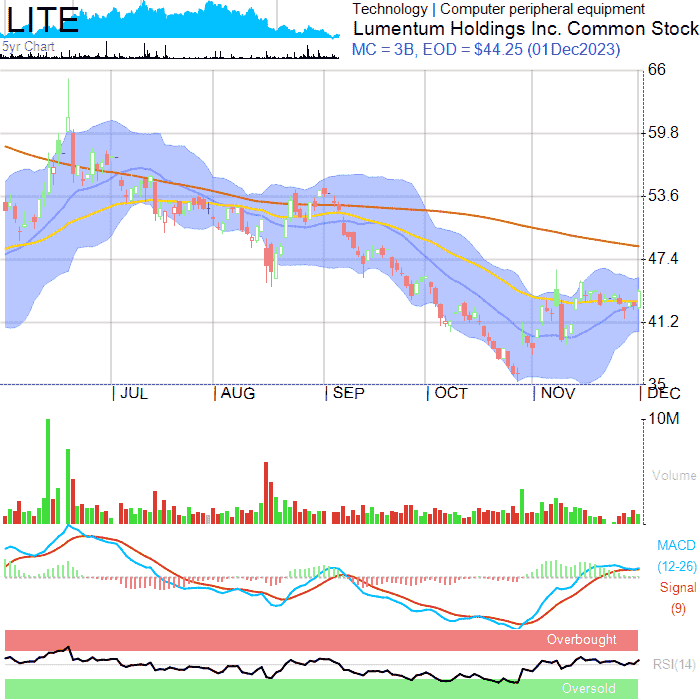 LITE
5yr Chart
Technology | Computer peripheral equipment
Lumentum Holdings Inc. Common Stock
MC = 3B, EOD = $44.25 (01Dec2023)
66
59.8
53.6
47.4
41.2
35
JUL AUG SEP OCT NOV DEC
10M
Volume
MACD
(12-26)
Signal
(9)
Overbought
RSI(14)
Oversold